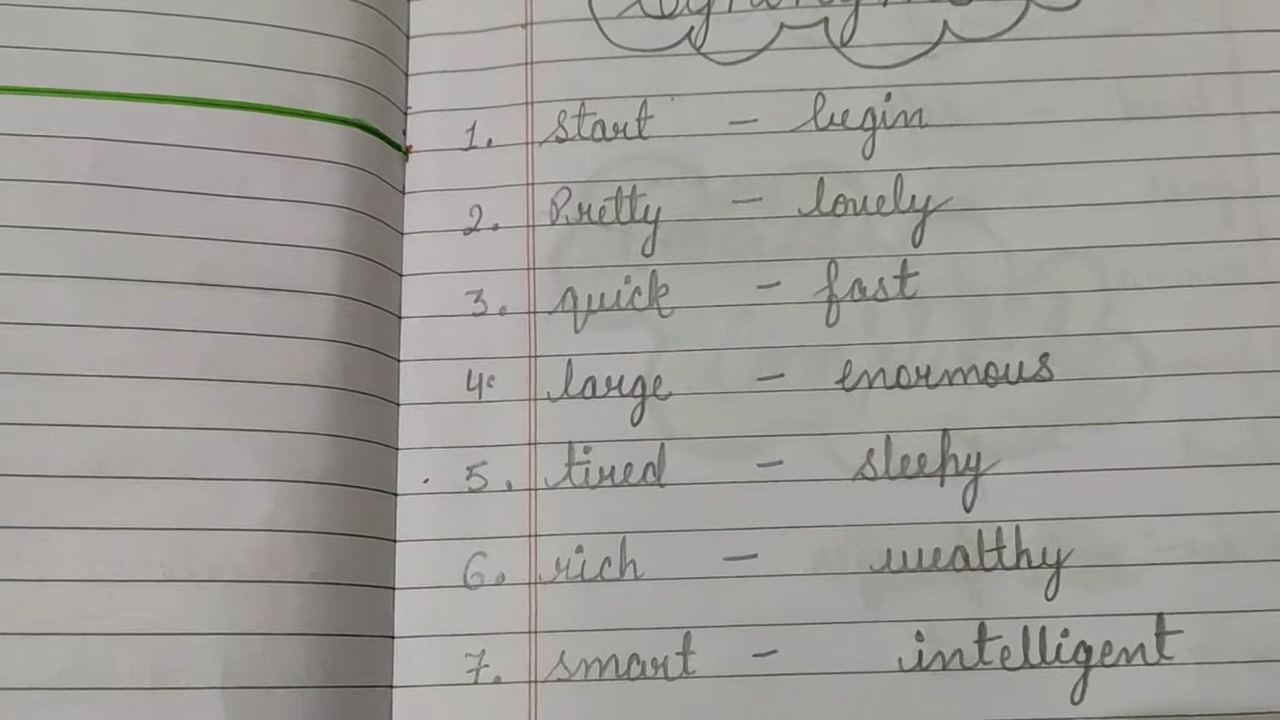 1. start - begin
2. Pretty - lovely
3. quick - fast
4. large - enormous
5. tired - sleepy
6. rich - wealthy
7. smart - intelligent